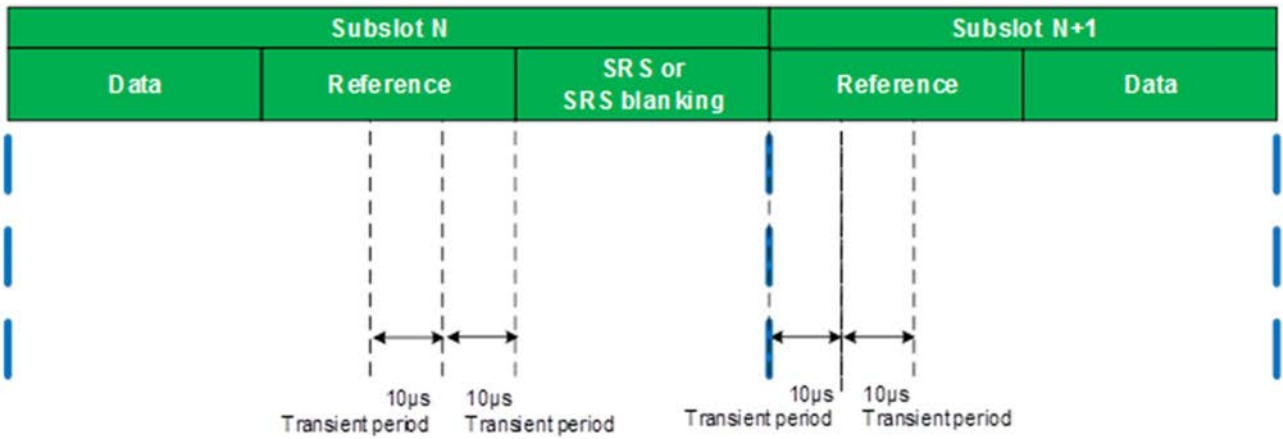 Subslot N
Subslot N+1
Data
Reference
SRS or
SRS blanking
Reference
Data
10μs
Transient period
10μs
Transient period
10μs
Transient period
10μs
Transient period